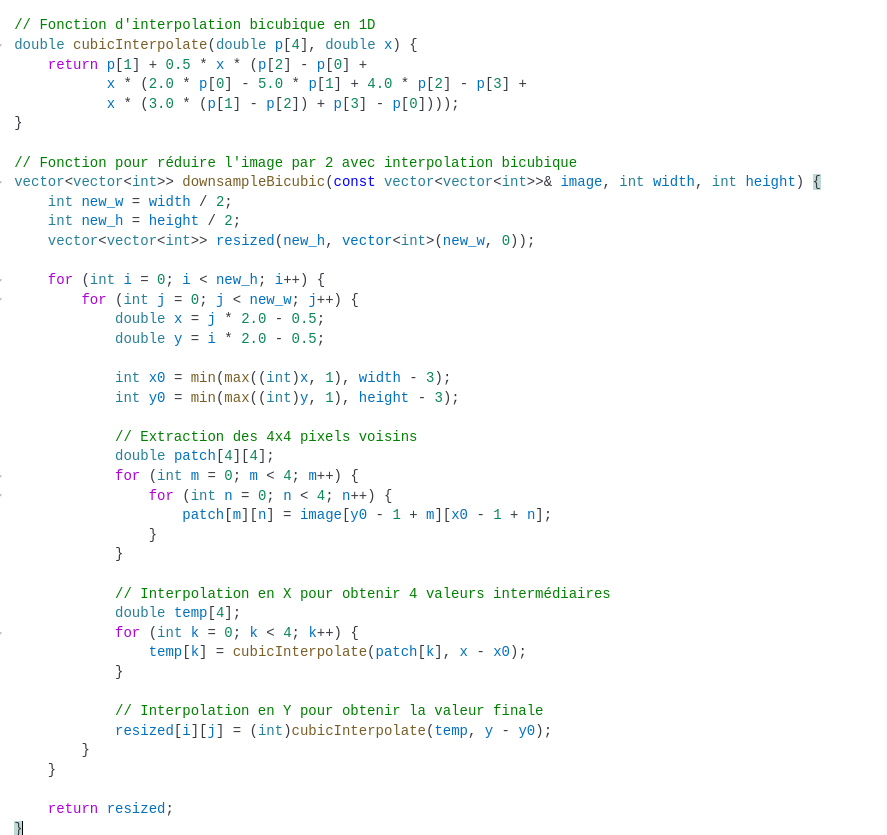 // Fonction d'interpolation bicubique en 1D
double cubicInterpolate(double p[4], double x) {
    return p[1] + 0.5 * x * (p[2] - p[0] +
           x * (2.0 * p[0] - 5.0 * p[1] + 4.0 * p[2] - p[3] +
           x * (3.0 * (p[1] - p[2]) + p[3] - p[0])));
}

// Fonction pour réduire l'image par 2 avec interpolation bicubique
vector<vector<int>> downsampleBicubic(const vector<vector<int>>& image, int width, int height) {
    int new_w = width / 2;
    int new_h = height / 2;
    vector<vector<int>> resized(new_h, vector<int>(new_w, 0));

    for (int i = 0; i < new_h; i++) {
        for (int j = 0; j < new_w; j++) {
            double x = j * 2.0 - 0.5;
            double y = i * 2.0 - 0.5;

            int x0 = min(max((int)x, 1), width - 3);
            int y0 = min(max((int)y, 1), height - 3);

            // Extraction des 4x4 pixels voisins
            double patch[4][4];
            for (int m = 0; m < 4; m++) {
                for (int n = 0; n < 4; n++) {
                    patch[m][n] = image[y0 - 1 + m][x0 - 1 + n];
                }
            }

            // Interpolation en X pour obtenir 4 valeurs intermédiaires
            double temp[4];
            for (int k = 0; k < 4; k++) {
                temp[k] = cubicInterpolate(patch[k], x - x0);
            }

            // Interpolation en Y pour obtenir la valeur finale
            resized[i][j] = (int)cubicInterpolate(temp, y - y0);
        }
    }

    return resized;
}